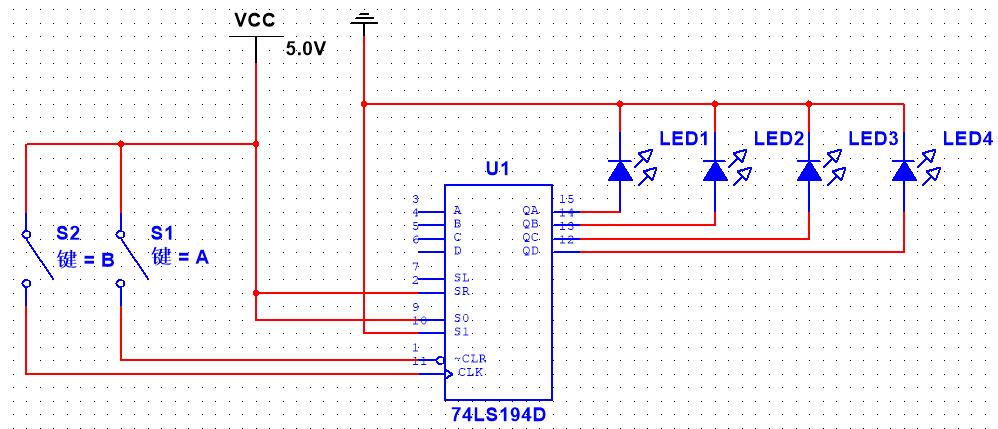 VCC
5.0V
LED1
LED2
LED3
LED4
U1
3
4
5
6
7
2
9
10
1
11
A
B
C
D
SL
SR
S0
S1
~CLR
CLK
QA
QB
QC
QD
15
14
13
12
S2
键 = B
S1
键 = A
74LS194D